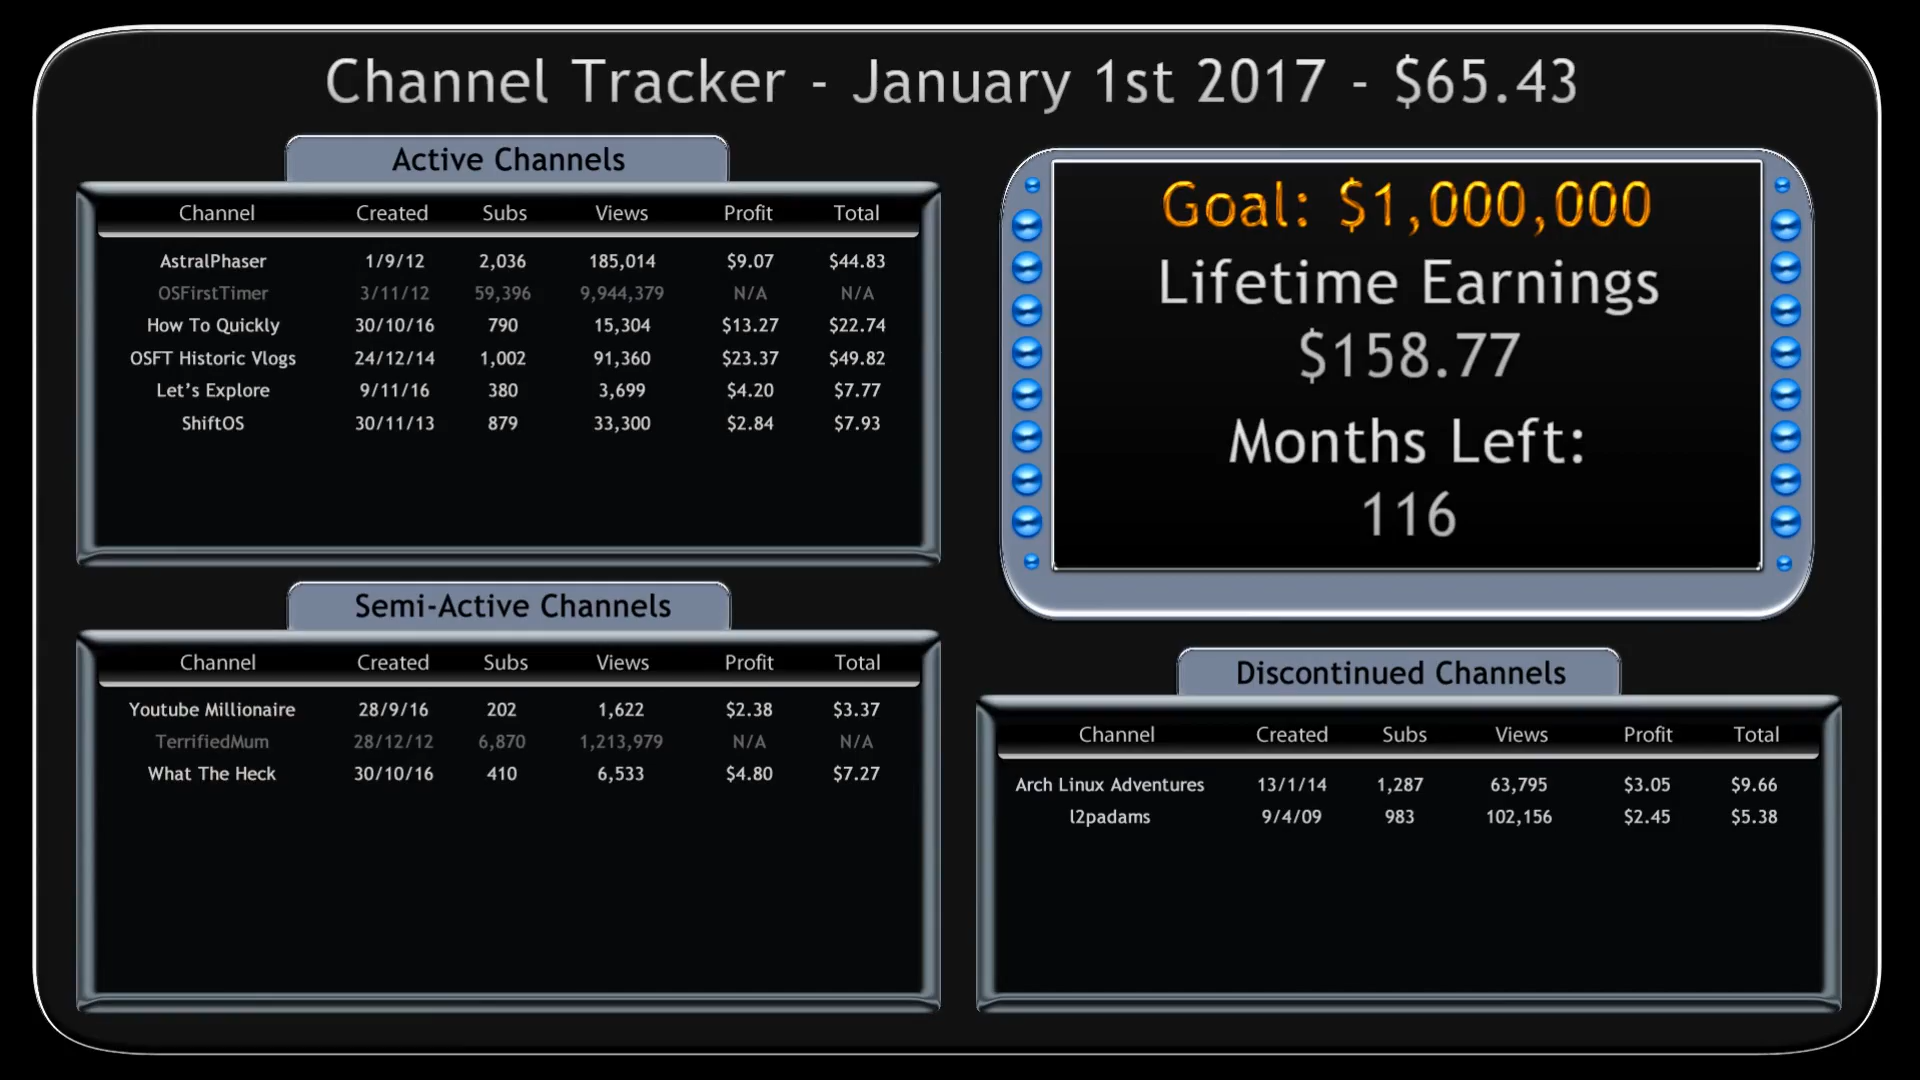 Channel Tracker - January 1st 2017 - $65.43
Active Channels
Channel Created Subs Views Profit Total
AstralPhaser 1/9/12 2,036 185,014 $9.07 $44.83
OSFirstTimer 3/11/12 59,396 9,944,379 N/A N/A
How To Quickly 30/10/16 790 15,304 $13.27 $22.74
OSFT Historic Vlogs 24/12/14 1,002 91,360 $23.37 $49.82
Let's Explore 9/11/16 380 3,699 $4.20 $7.77
ShiftOS 30/11/13 879 33,300 $2.84 $7.93
Goal: $1,000,000
Lifetime Earnings
$158.77
Months Left:
116
Semi-Active Channels
Channel Created Subs Views Profit Total
Youtube Millionaire 28/9/16 202 1,622 $2.38 $3.37
TerrifiedMum 28/12/12 6,870 1,213,979 N/A N/A
What The Heck 30/10/16 410 6,533 $4.80 $7.27
Discontinued Channels
Channel Created Subs Views Profit Total
Arch Linux Adventures 13/1/14 1,287 63,795 $3.05 $9.66
l2padams 9/4/09 983 102,156 $2.45 $5.38